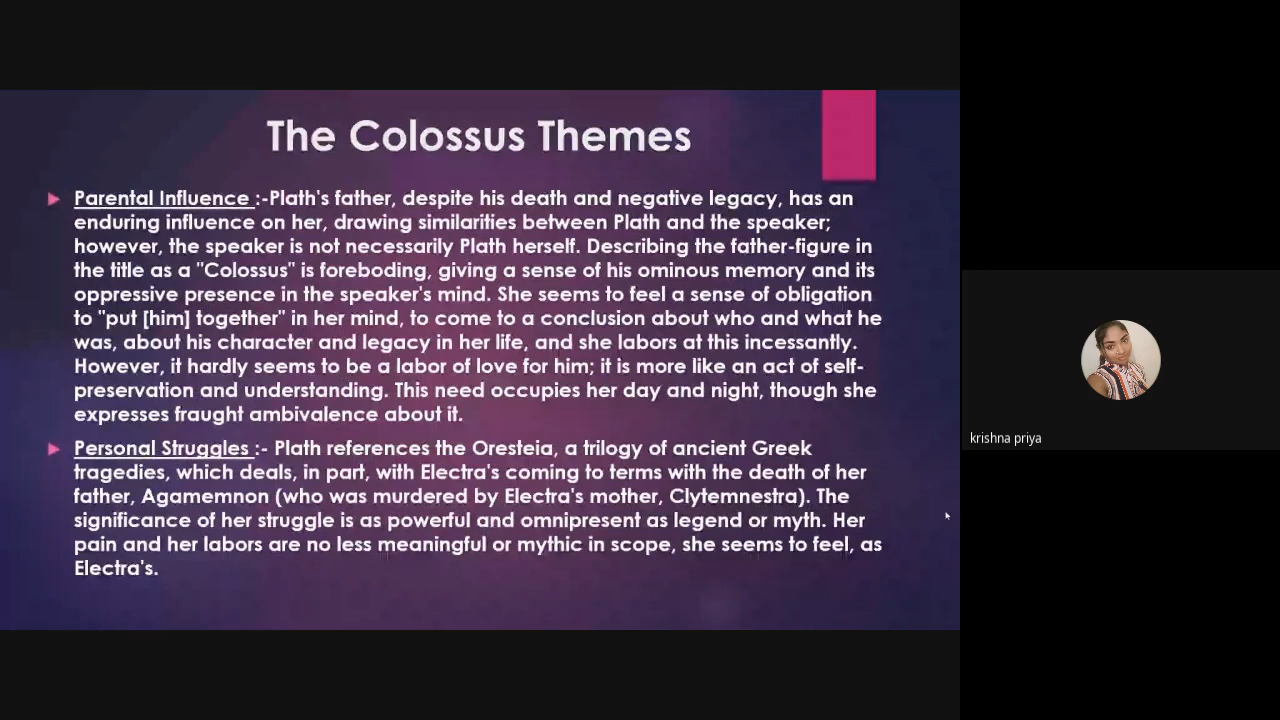 The Colossus Themes
Parental Influence :-Plath's father, despite his death and negative legacy, has an
enduring influence on her, drawing similarities between Plath and the speaker;
however, the speaker is not necessarily Plath herself. Describing the father-figure in
the title as a "Colossus" is foreboding, giving a sense of his ominous memory and its
oppressive presence in the speaker's mind. She seems to feel a sense of obligation
to "put [him] together" in her mind, to come to a conclusion about who and what he
was, about his character and legacy in her life, and she labors at this incessantly.
However, it hardly seems to be a labor of love for him; it is more like an act of self-
preservation and understanding. This need occupies her day and night, though she
expresses fraught ambivalence about it.
Personal Struggles :- Plath references the Oresteia, a trilogy of ancient Greek
tragedies, which deals, in part, with Electra's coming to terms with the death of her
father, Agamemnon (who was murdered by Electra's mother, Clytemnestra). The
significance of her struggle is as powerful and omnipresent as legend or myth. Her
pain and her labors are no less meaningful or mythic in scope, she seems to feel, as
Electra's.
krishna priya